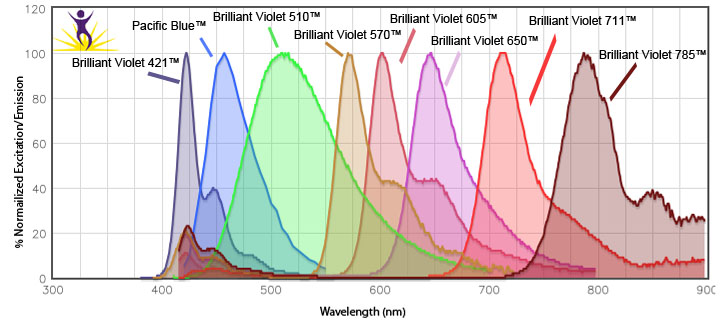 120
Pacific Blue™
Brilliant Violet 510™
Brilliant Violet 605™
Brilliant Violet 711™
Brilliant Violet 570™
Brilliant Violet 650™
Brilliant Violet 421™
Brilliant Violet 785™
100
80
60
40
20
0
% Normailized Excitation/Emission
300 400 500 600 700 800 900
Wavelength (nm)